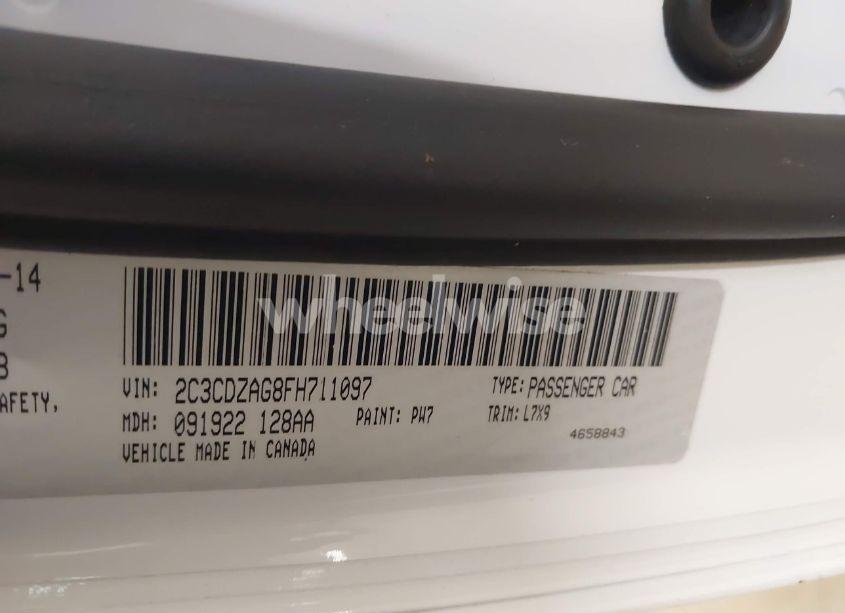 -14
G
B
AFETY,
wheelwise
VIN: 2C3CDZAG8FH711097 TYPE: PASSENGER CAR
MDH: 091922 128AA PAINT: PW7 TRIM: L7X9
VEHICLE MADE IN CANADA 4658843